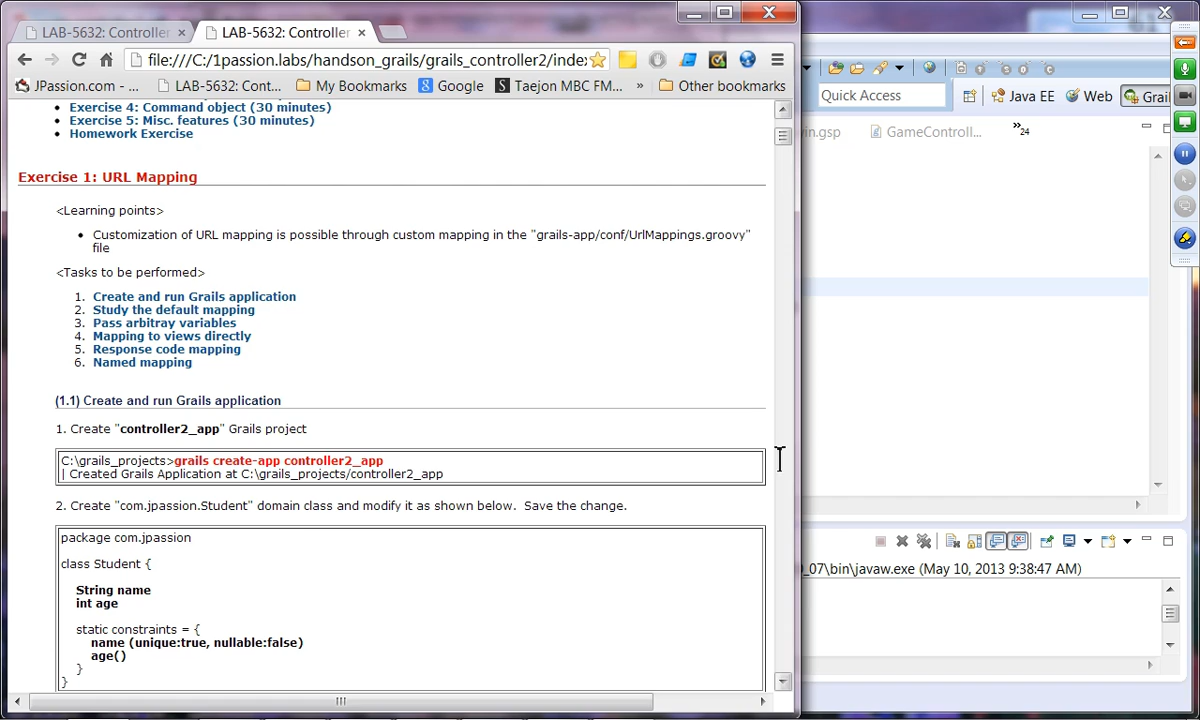 LAB-5632: Controller
LAB-5632: Controller
file:///C:/1passion.labs/handson_grails/grails_controller2/inde
JPassion.com - ...
LAB-5632: Cont...
My Bookmarks
Google
Taejon MBC FM...
»
Other bookmarks
• Exercise 4: Command object (30 minutes)
• Exercise 5: Misc. features (30 minutes)
• Homework Exercise
Exercise 1: URL Mapping
<Learning points>
• Customization of URL mapping is possible through custom mapping in the "grails-app/conf/UrlMappings.groovy"
file
<Tasks to be performed>
1. Create and run Grails application
2. Study the default mapping
3. Pass arbitray variables
4. Mapping to views directly
5. Response code mapping
6. Named mapping
(1.1) Create and run Grails application
1. Create "controller2_app" Grails project
C:\grails_projects>grails create-app controller2_app
| Created Grails Application at C:\grails_projects/controller2_app
2. Create "com.jpassion.Student" domain class and modify it as shown below.  Save the change.
package com.jpassion
class Student {
String name
int age
static constraints = {
name (unique:true, nullable:false)
age()
}
}
Quick Access
Java EE
Web
Grai
in.gsp
GameControll...
»24
0_07\bin\javaw.exe (May 10, 2013 9:38:47 AM)